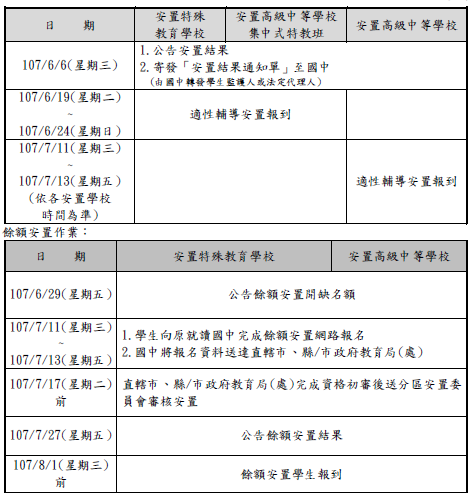 日　　期
安置特殊
教育學校
安置高級中等學校
集中式特教班
安置高級中等學校
107/6/6(星期三)
1.公告安置結果
2.寄發「安置結果通知單」至國中
(由國中轉發學生監護人或法定代理人)
107/6/19(星期二)
~
107/6/24(星期日)
適性輔導安置報到
107/7/11(星期三)
~
107/7/13(星期五)
(依各安置學校
時間為準)
適性輔導安置報到
餘額安置作業：
日　　期
安置特殊教育學校
安置高級中等學校
107/6/29(星期五)
公告餘額安置開缺名額
107/7/11(星期三)
~
107/7/13(星期五)
1.學生向原就讀國中完成餘額安置網路報名
2.國中將報名資料送達直轄市、縣/市政府教育局(處)
107/7/17(星期二)
前
直轄市、縣/市政府教育局(處)完成資格初審後送分區安置委
員會審核安置
107/7/27(星期五)
公告餘額安置結果
107/8/1(星期三)
前
餘額安置學生報到